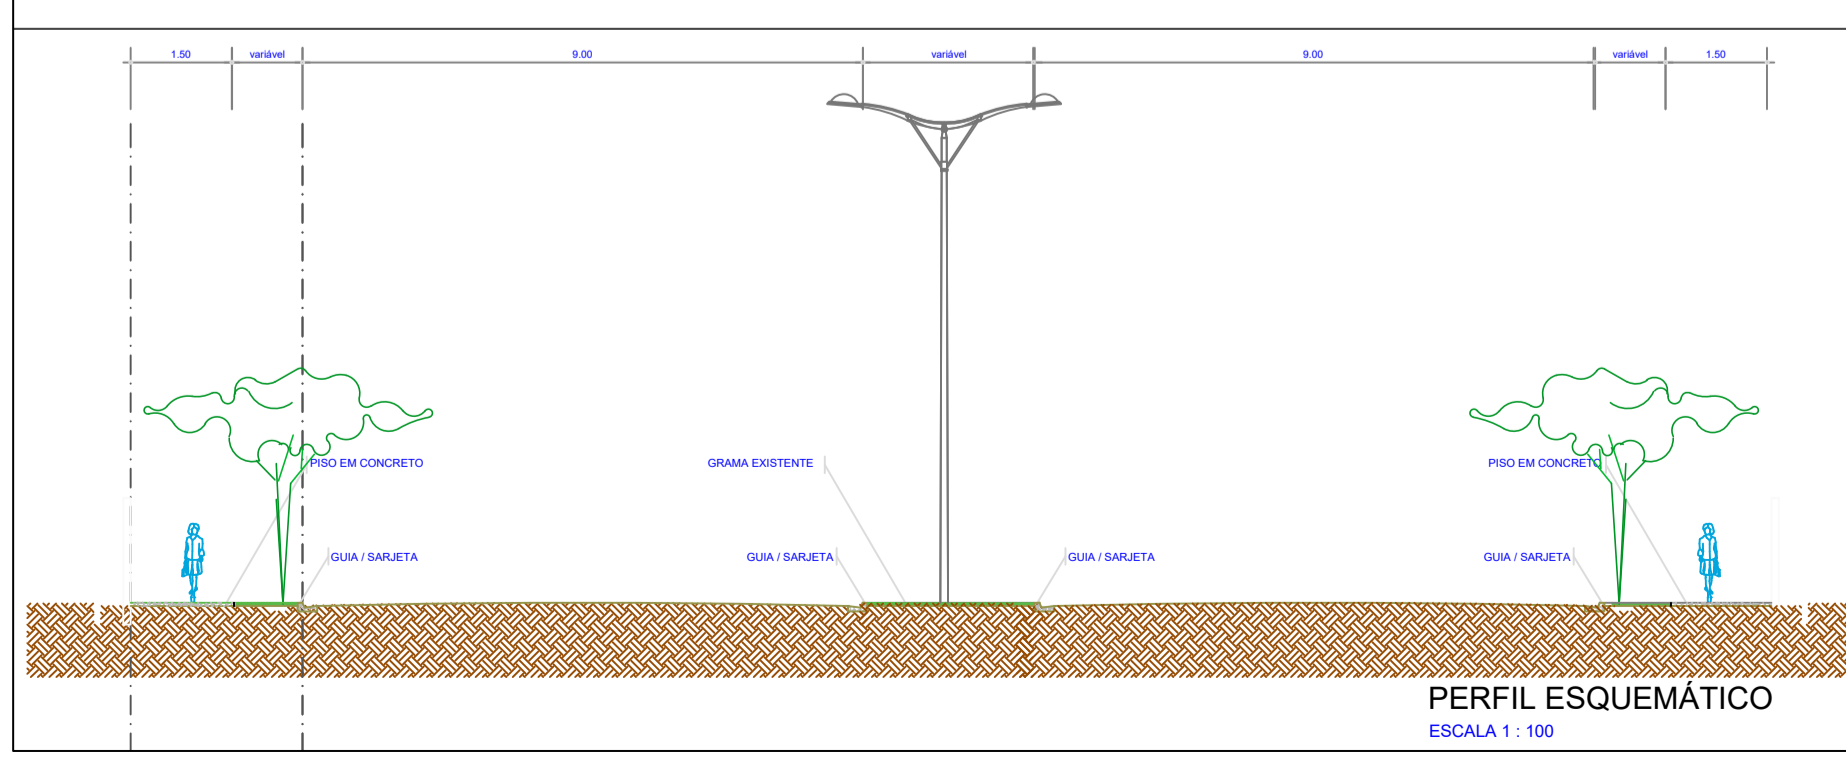 1.50 variável 9.00 variável 9.00 variável 1.50
PISO EM CONCRETO GRAMA EXISTENTE PISO EM CONCRETO
GUIA / SARJETA GUIA / SARJETA GUIA / SARJETA GUIA / SARJETA
PERFIL ESQUEMÁTICO
ESCALA 1 : 100